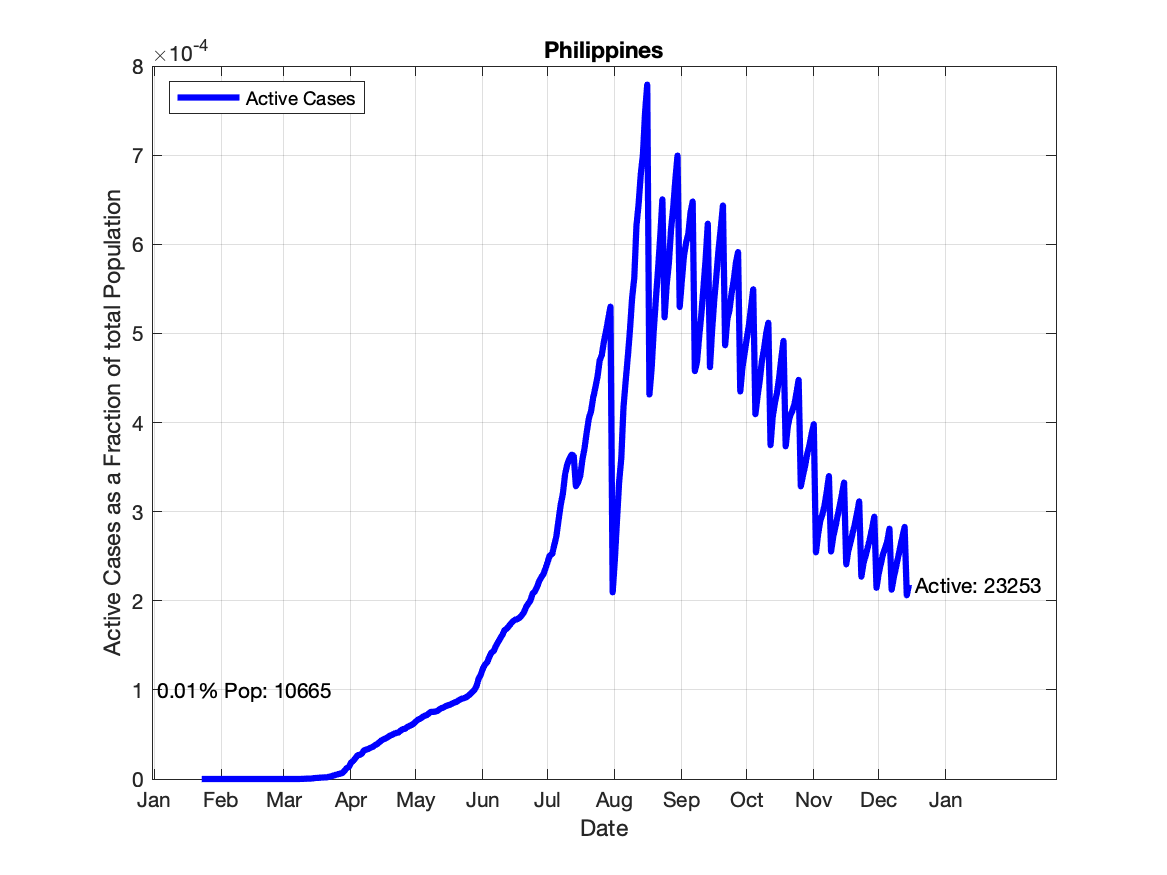 Philippines
×10-4
8
7
6
5
4
3
2
1
0
Active Cases
Active Cases as a Fraction of total Population
0.01% Pop: 10665
Active: 23253
Jan Feb Mar Apr May Jun Jul Aug Sep Oct Nov Dec Jan
Date